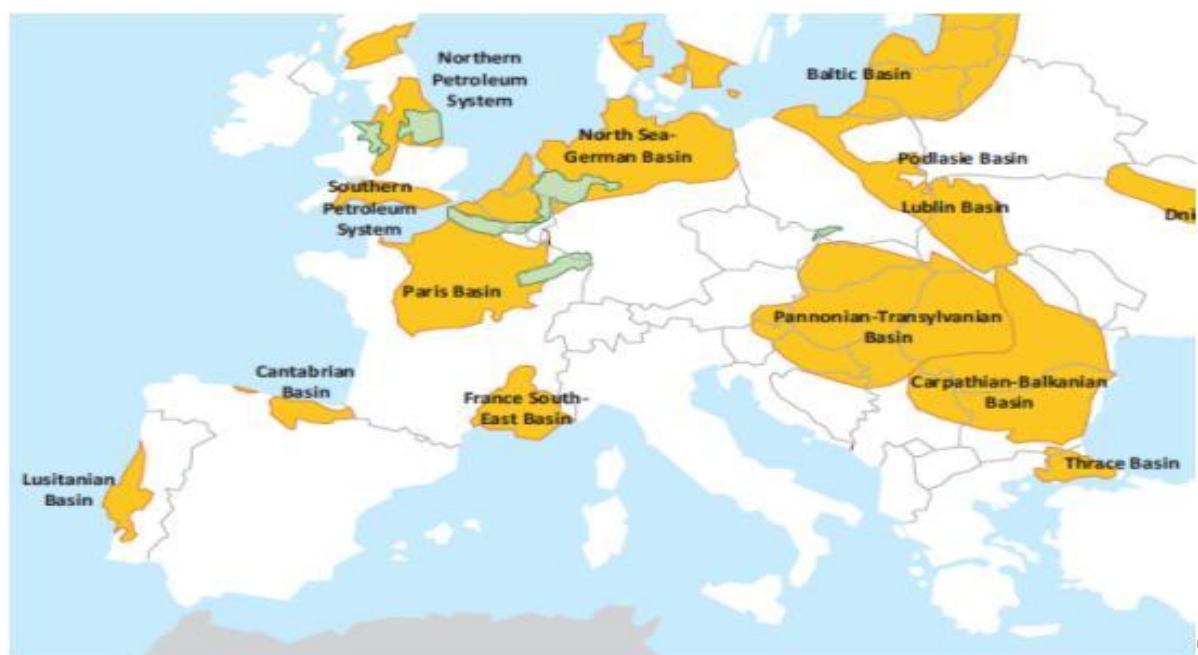 Northern
Petroleum
System
Baltic Basin
North Sea-
German Basin
Podlasie Basin
Southern
Petroleum
System
Lublin Basin
Dni
Paris Basin
Pannonian-Transylvanian
Basin
Cantabrian
Basin
France South-
East Basin
Carpathian-Balkanian
Basin
Lusitanian
Basin
Thrace Basin